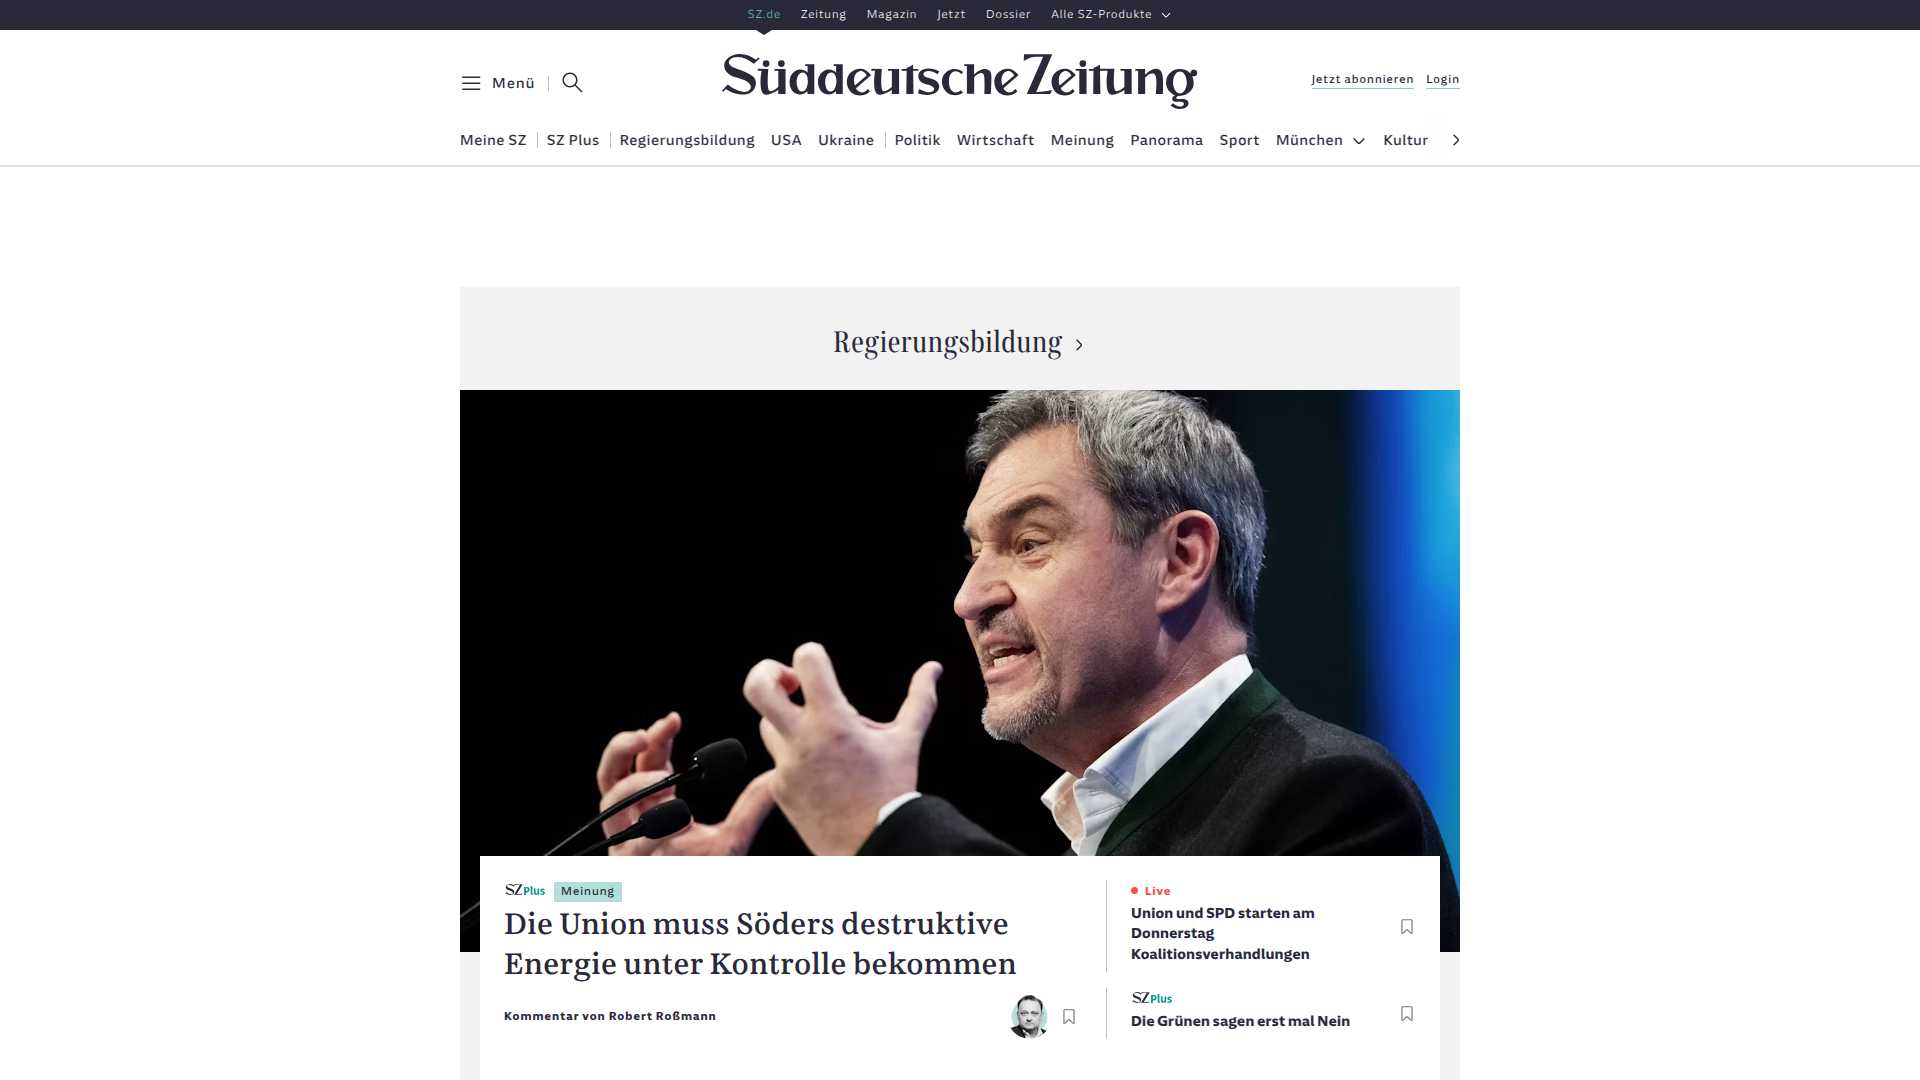 SZ.de Zeitung Magazin Jetzt Dossier Alle SZ-Produkte
Menü
Süddeutsche Zeitung
Jetzt abonnieren Login
Meine SZ SZ Plus Regierungsbildung USA Ukraine Politik Wirtschaft Meinung Panorama Sport München Kultur
Regierungsbildung
SZ Plus Meinung
Die Union muss Söders destruktive
Energie unter Kontrolle bekommen
Kommentar von Robert Roßmann
Live
Union und SPD starten am
Donnerstag
Koalitionsverhandlungen
SZ Plus
Die Grünen sagen erst mal Nein